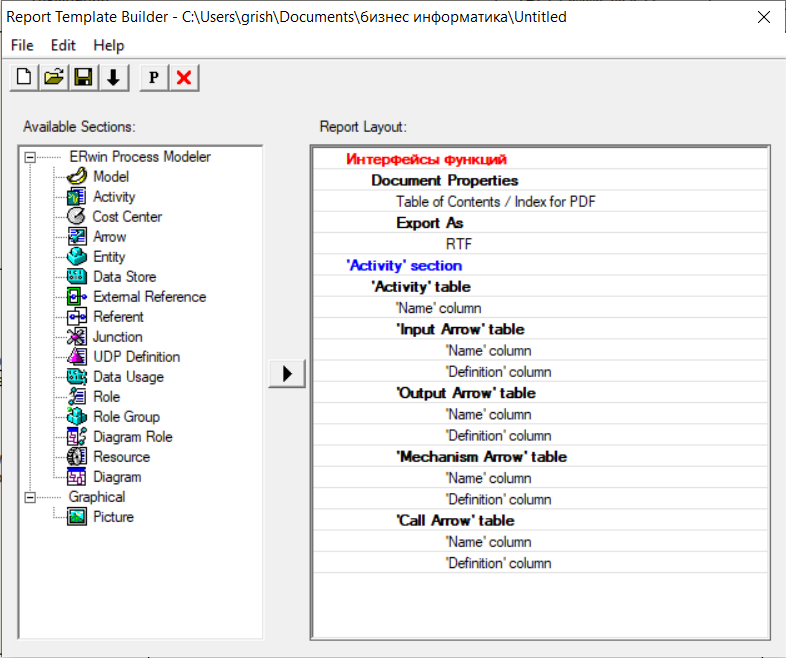 Report Template Builder - C:\Users\grish\Documents\бизнес информатика\Untitled
File Edit Help
P
Available Sections:
ERwin Process Modeler
Model
Activity
Cost Center
Arrow
Entity
Data Store
External Reference
Referent
Junction
UDP Definition
Data Usage
Role
Role Group
Diagram Role
Resource
Diagram
Graphical
Picture
Report Layout:
Интерфейсы функций
Document Properties
Table of Contents / Index for PDF
Export As
RTF
'Activity' section
'Activity' table
'Name' column
'Input Arrow' table
'Name' column
'Definition' column
'Output Arrow' table
'Name' column
'Definition' column
'Mechanism Arrow' table
'Name' column
'Definition' column
'Call Arrow' table
'Name' column
'Definition' column